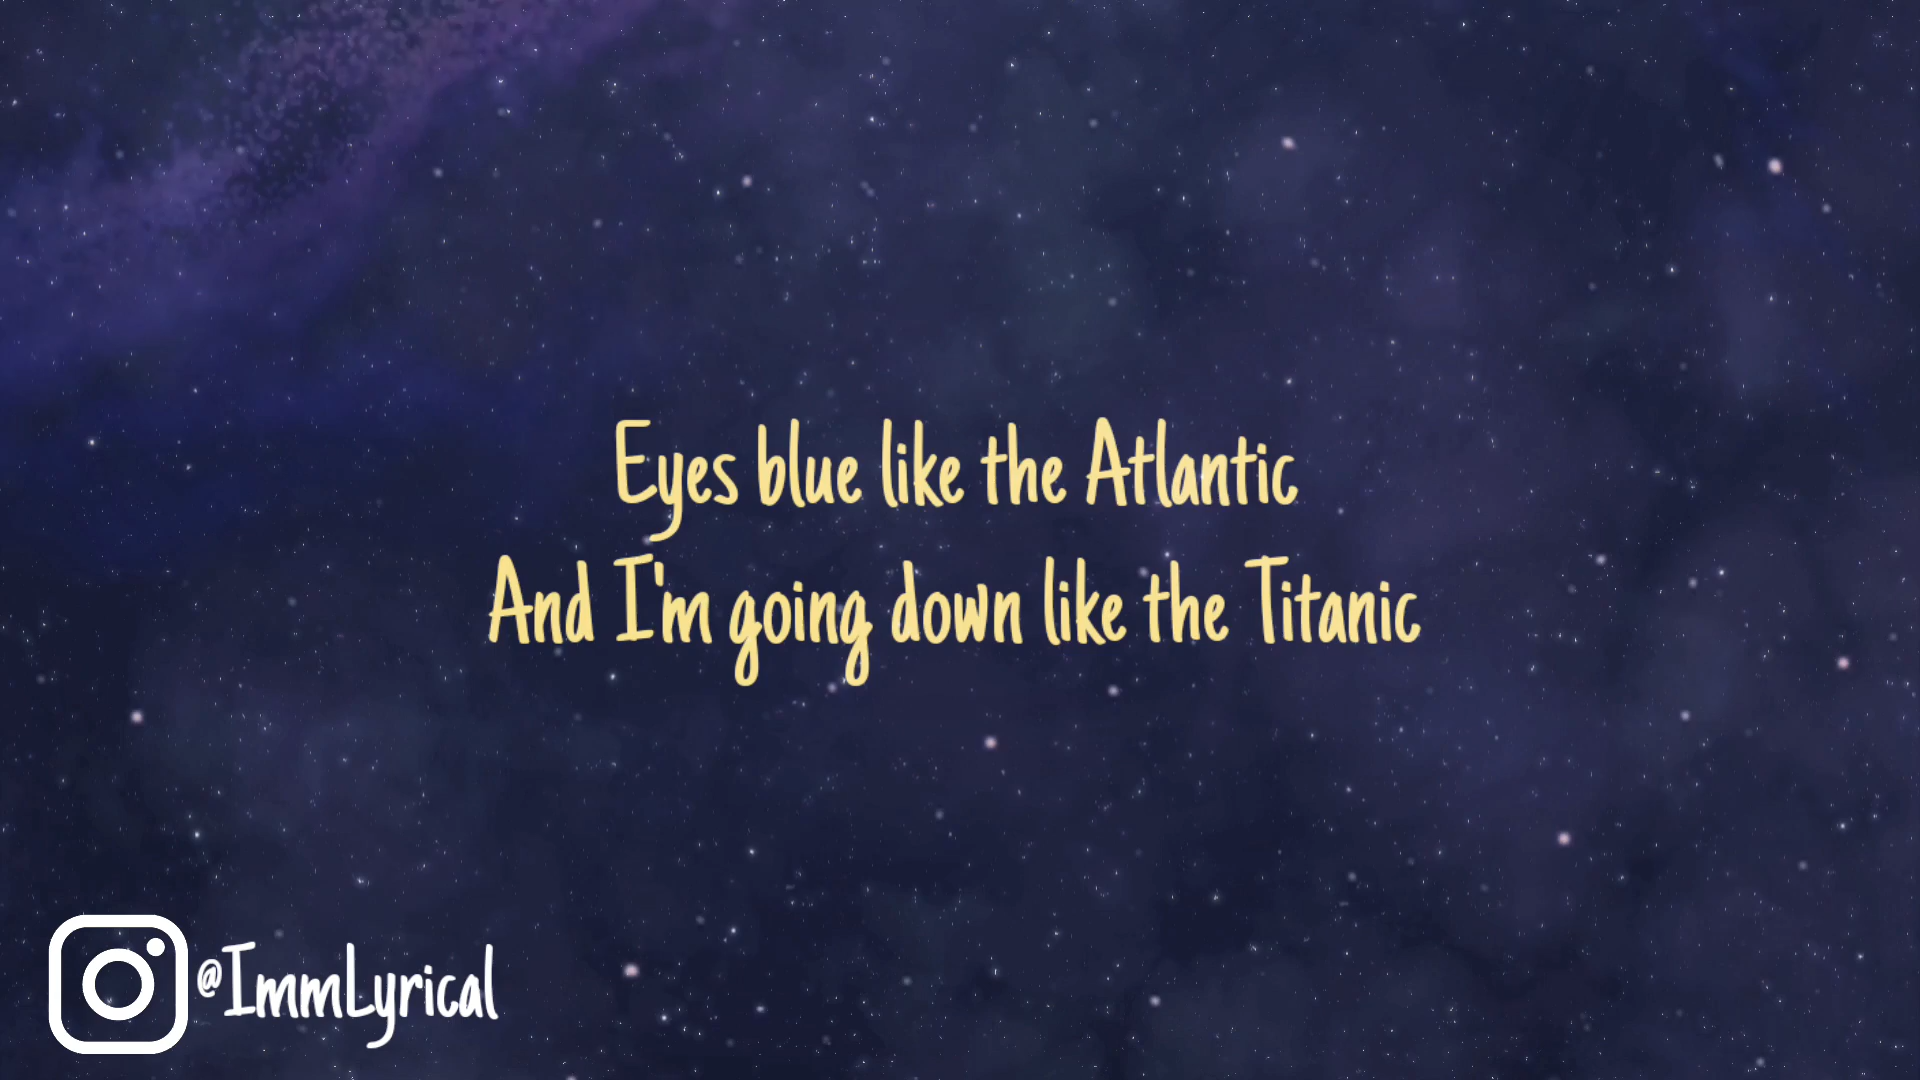 Eyes blue like the Atlantic
And I'm going down like the Titanic
@ImmLyrical